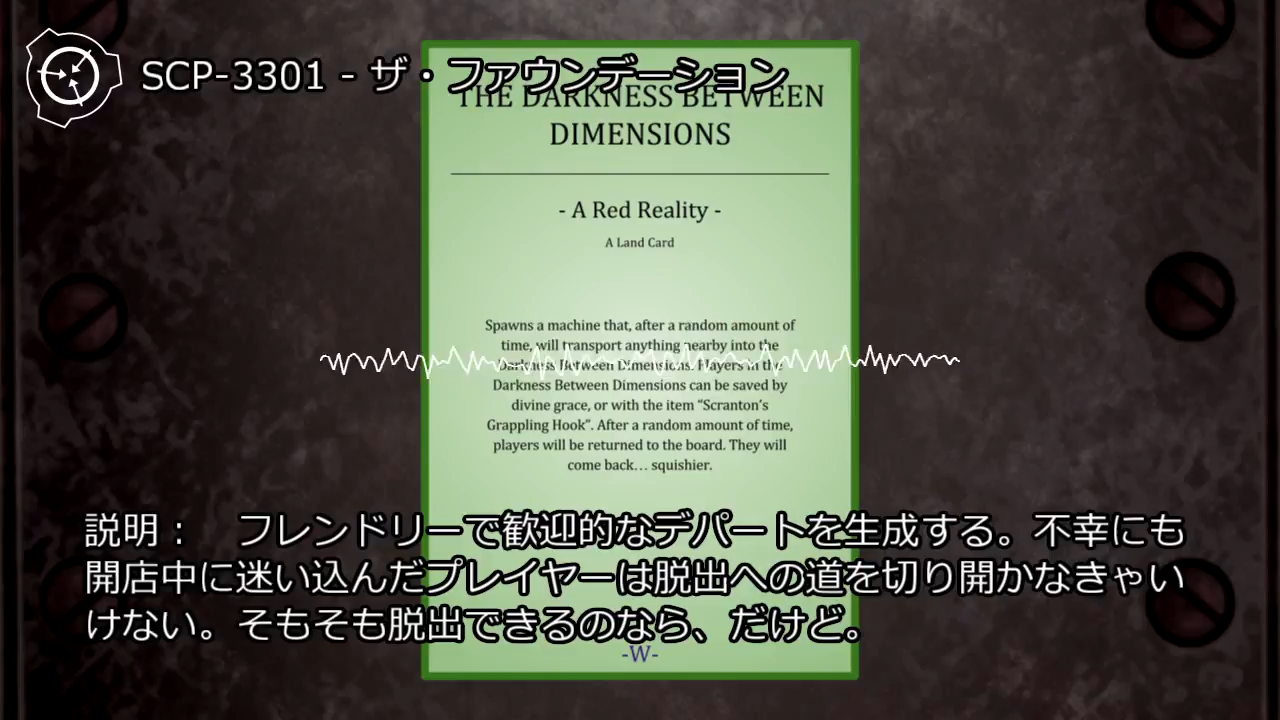 SCP-3301 - ザ・ファウンデーション
THE DARKNESS BETWEEN
DIMENSIONS
- A Red Reality -
A Land Card
Spawns a machine that, after a random amount of
time, will transport anything nearby into the
Darkness Between Dimensions. Players in the
Darkness Between Dimensions can be saved by
divine grace, or with the item “Scranton’s
Grappling Hook”. After a random amount of time,
players will be returned to the board. They will
come back… squishier.
説明： フレンドリーで歓迎的なデパートを生成する。不幸にも
開店中に迷い込んだプレイヤーは脱出への道を切り開かなきゃい
けない。そもそも脱出できるのなら、だけど。
-W-